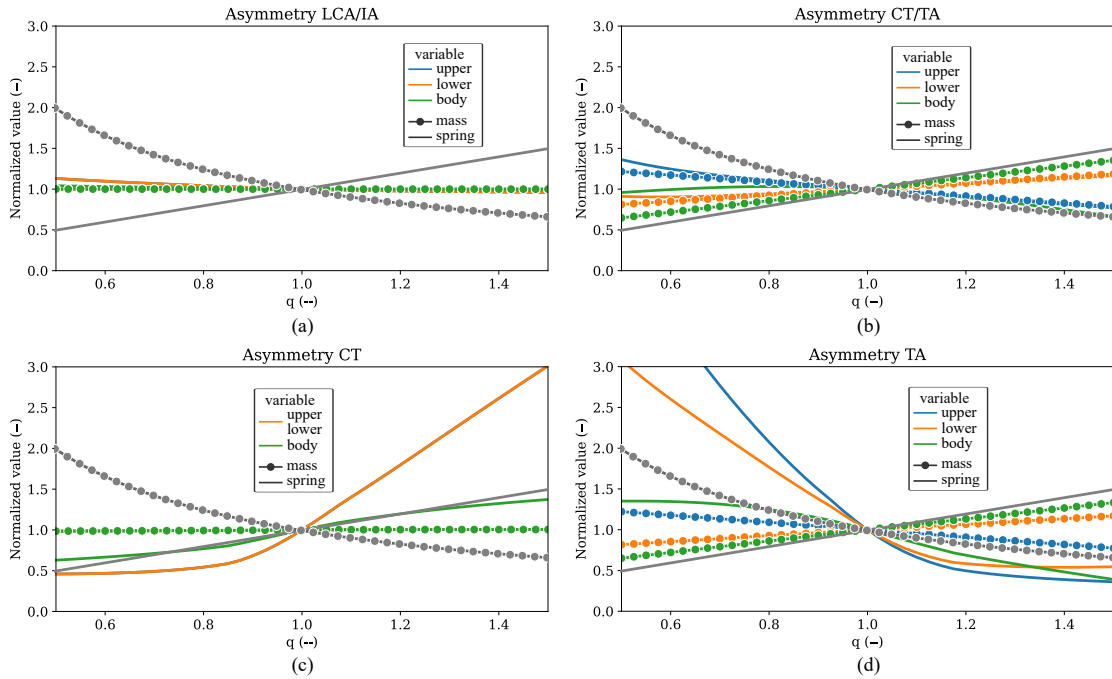 Asymmetry LCA/IA
3.0
2.5
2.0
1.5
1.0
0.5
0.0
Normalized value (−)
variable
upper
lower
body
mass
spring
0.6 0.8 1.0 1.2 1.4
q (--)
(a)
Asymmetry CT/TA
3.0
2.5
2.0
1.5
1.0
0.5
0.0
Normalized value (−)
variable
upper
lower
body
mass
spring
0.6 0.8 1.0 1.2 1.4
q (−)
(b)
Asymmetry CT
3.0
2.5
2.0
1.5
1.0
0.5
0.0
Normalized value (−)
variable
upper
lower
body
mass
spring
0.6 0.8 1.0 1.2 1.4
q (--)
(c)
Asymmetry TA
3.0
2.5
2.0
1.5
1.0
0.5
0.0
Normalized value (−)
variable
upper
lower
body
mass
spring
0.6 0.8 1.0 1.2 1.4
q (−)
(d)